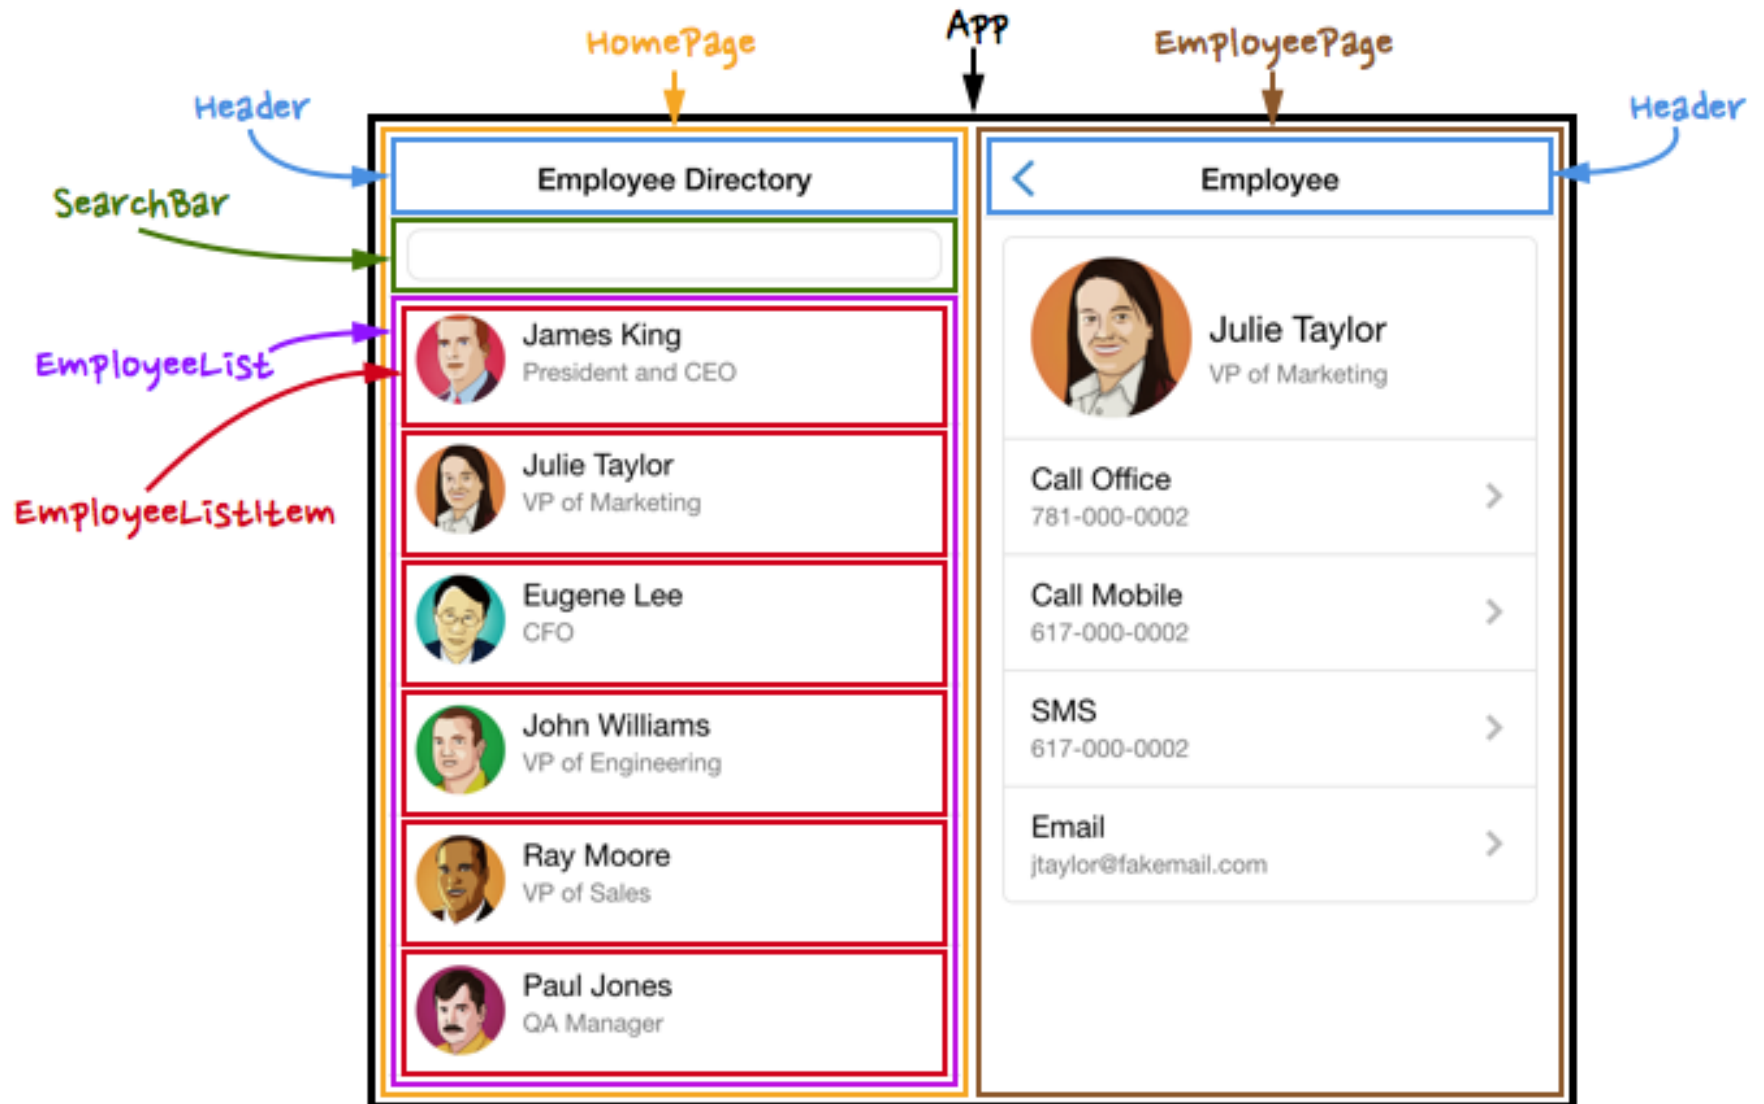 App
HomePage
EmployeePage
Header
Header
SearchBar
EmployeeList
EmployeeListItem
Employee Directory
James King
President and CEO
Julie Taylor
VP of Marketing
Eugene Lee
CFO
John Williams
VP of Engineering
Ray Moore
VP of Sales
Paul Jones
QA Manager
Employee
Julie Taylor
VP of Marketing
Call Office
781-000-0002
Call Mobile
617-000-0002
SMS
617-000-0002
Email
jtaylor@fakemail.com